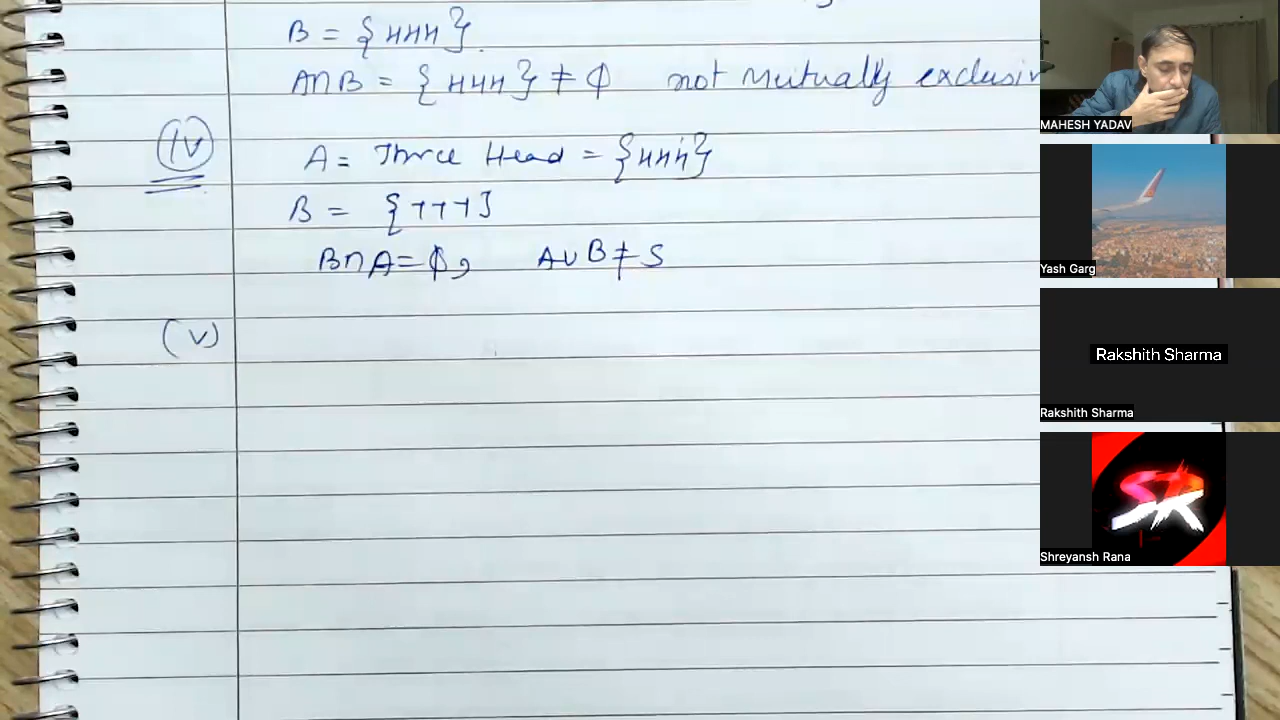 B = {HHH}.
A∩B = {HHH} ≠ ϕ not mutually exclusiv
(iv) A = Three Head = {HHH}
B = {TTT}
B∩A = ϕ, A∪B ≠ S
(v)
MAHESH YADAV
Yash Garg
Rakshith Sharma
Rakshith Sharma
SR
Shreyansh Rana